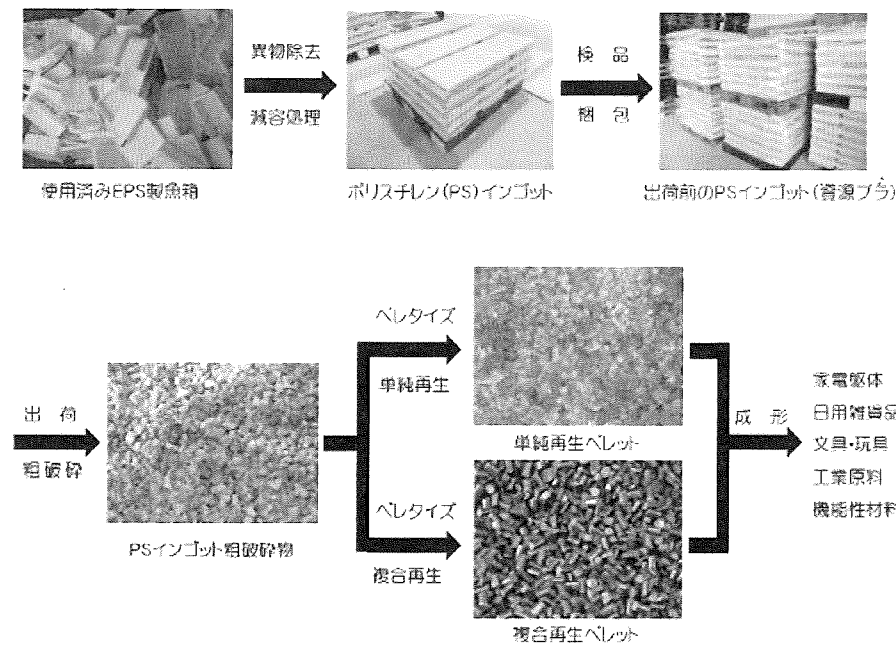 異物除去
減容処理
検 品
梱 包
使用済みEPS製魚箱
ポリスチレン(PS)インゴット
出荷前のPSインゴット(資源プラ)
出 荷
粗破砕
PSインゴット粗破砕物
ペレタイズ
単純再生
単純再生ペレット
ペレタイズ
複合再生
複合再生ペレット
成 形
家電躯体
日用雑貨品
文具・玩具
工業原料
機能性材料